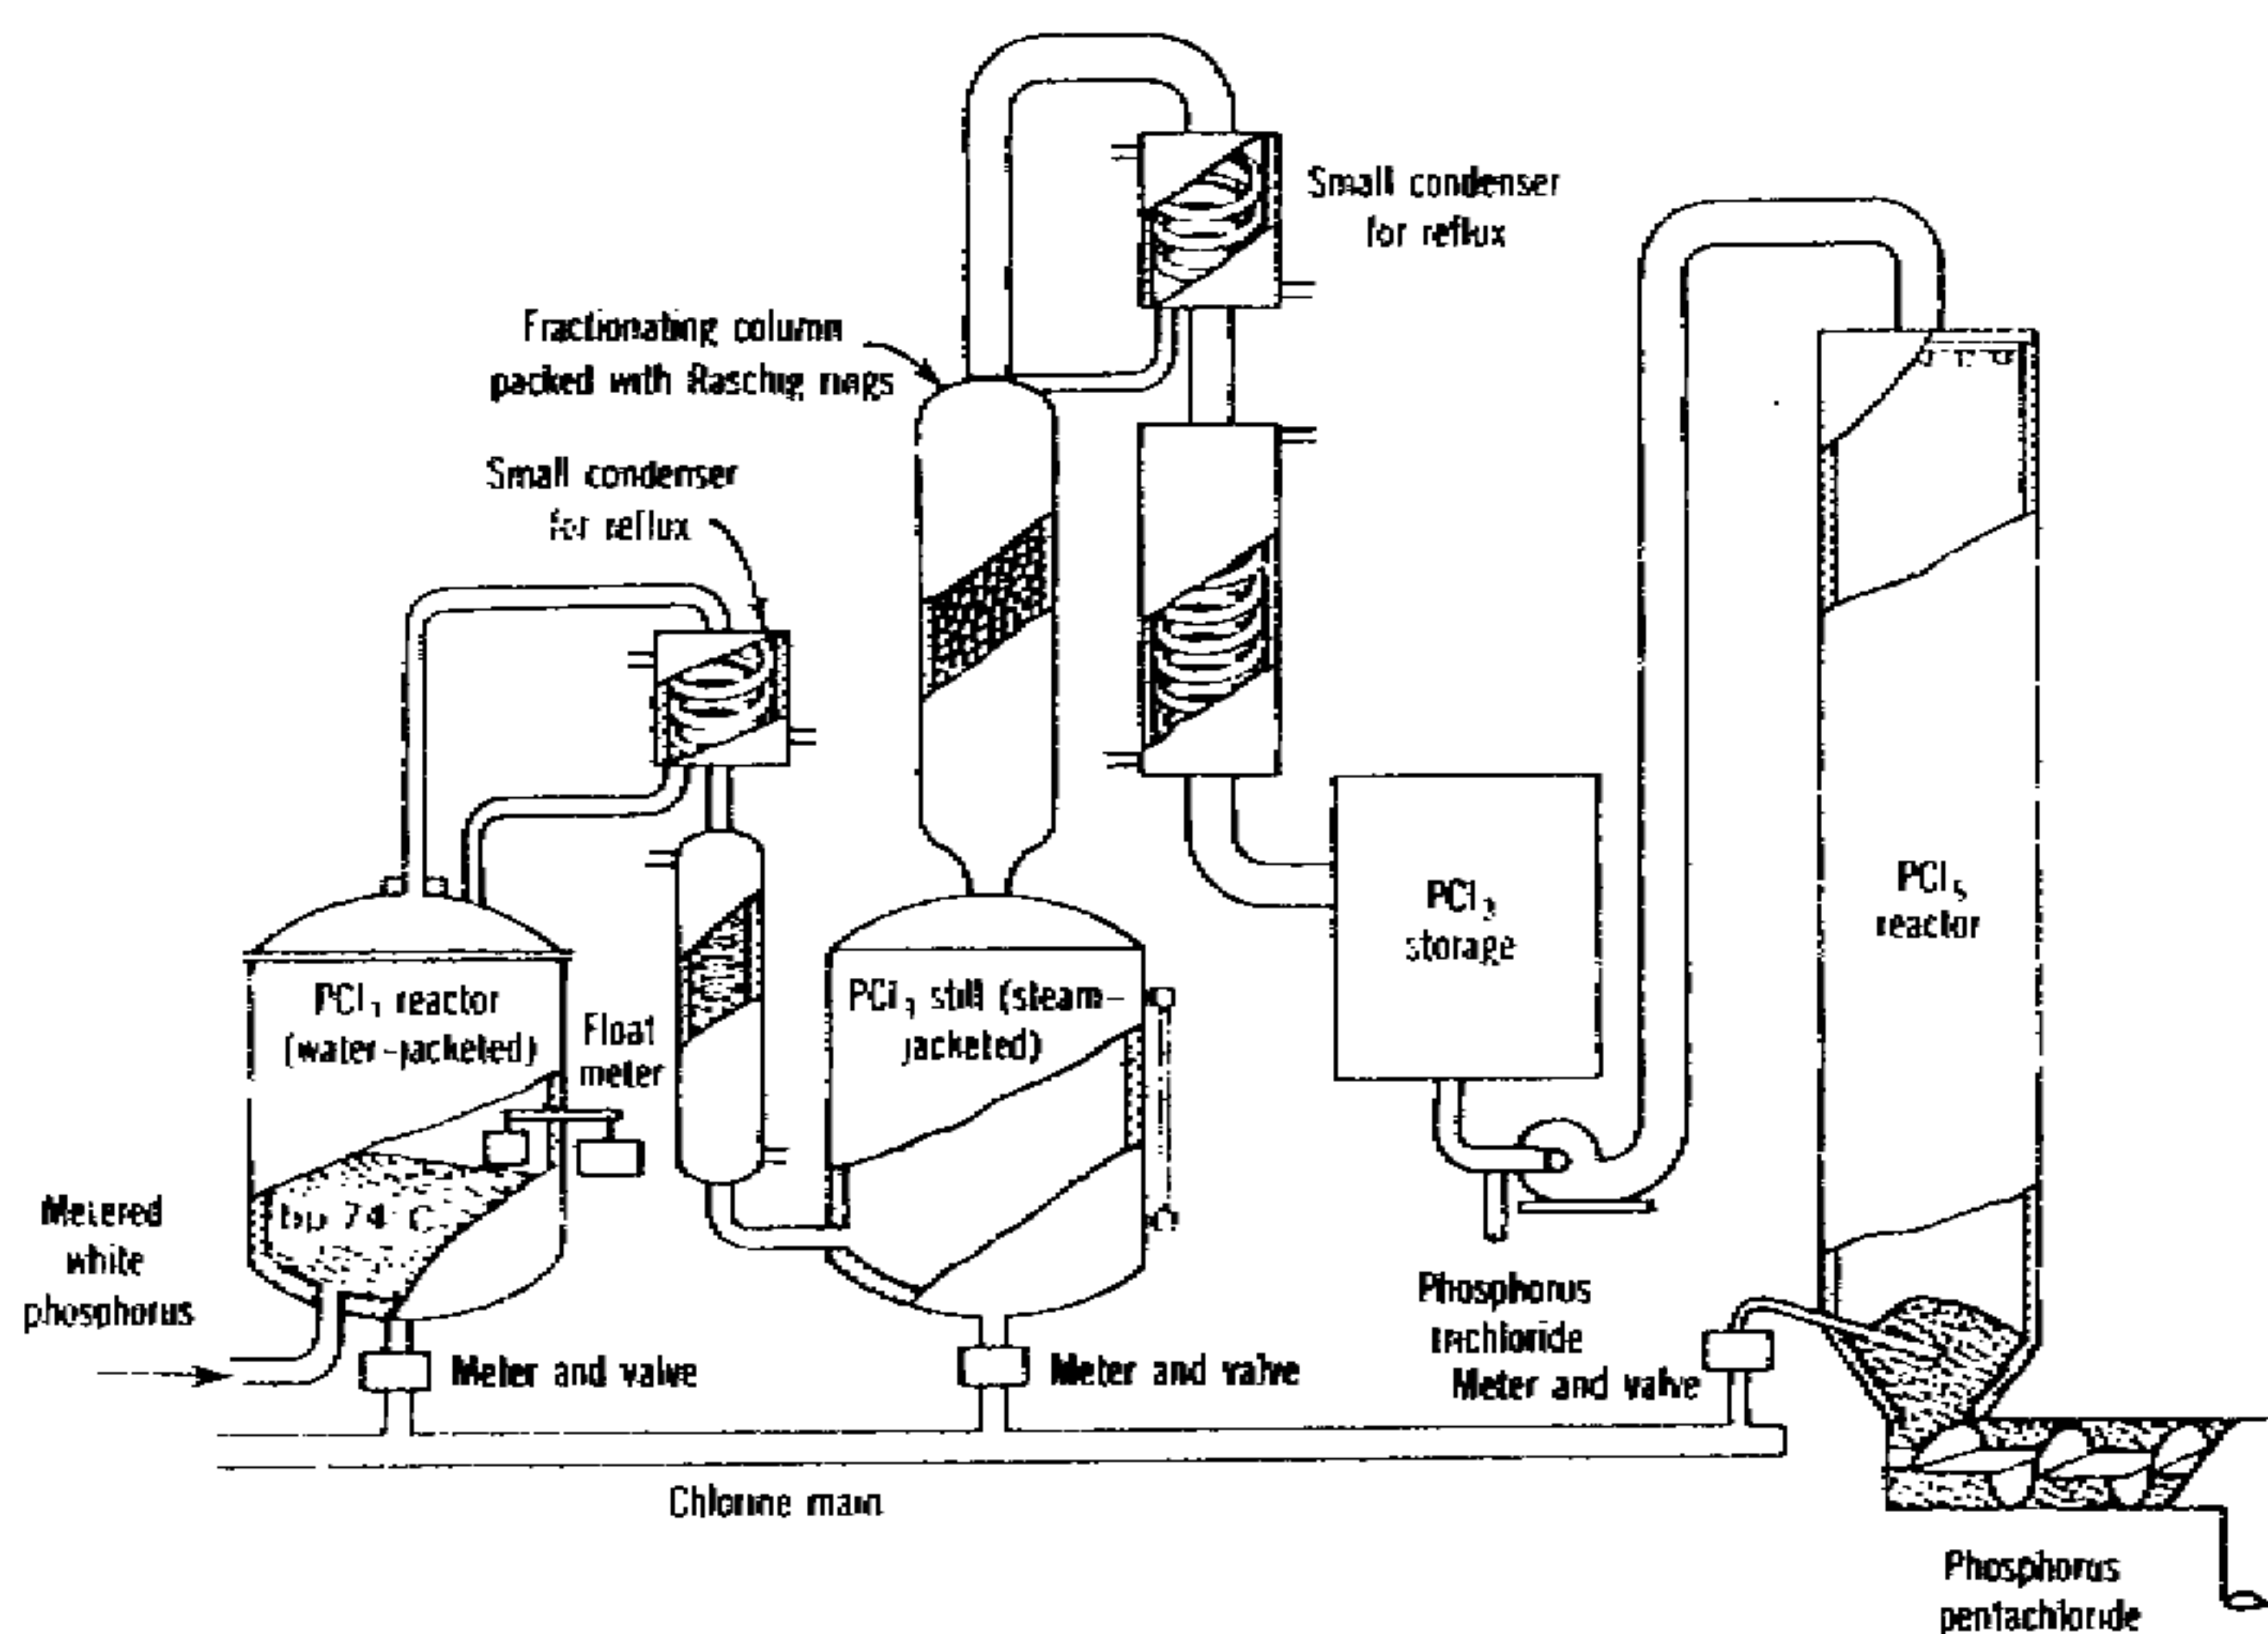 Small condenser
for reflux
Fractionating column
packed with Raschig rings
Small condenser
for reflux
PCl₃ reactor
(water-jacketed)
Float
meter
PCl₃ still (steam-
jacketed)
PCl₃
storage
PCl₅
reactor
bp 74°C
Metered
white
phosphorus
Meter and valve
Meter and valve
Phosphorus
trichloride
Meter and valve
Chlorine main
Phosphorus
pentachloride